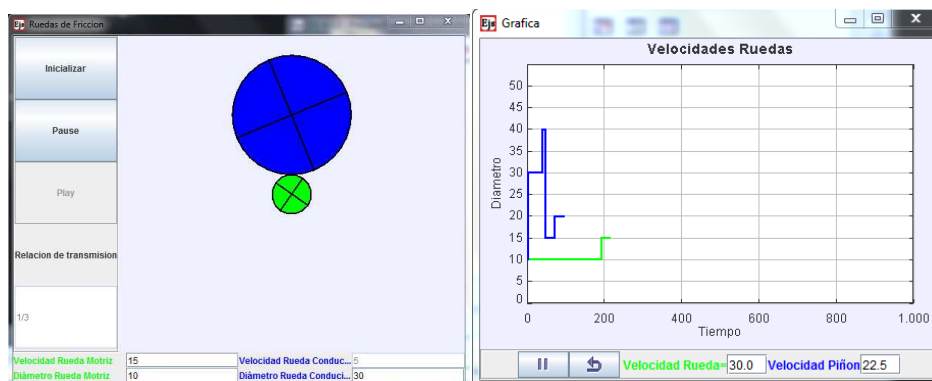 Ejs Ruedas de Friccion
Inicializar
Pause
Play
Relacion de transmision
1/3
Velocidad Rueda Motriz 15 Velocidad Rueda Conduc... 5
Diámetro Rueda Motriz 10 Diámetro Rueda Conduci... 30
Ejs Grafica
Velocidades Ruedas
Diametro
50
45
40
35
30
25
20
15
10
5
0
0 200 400 600 800 1.000
Tiempo
Velocidad Rueda= 30.0 Velocidad Piñon 22.5